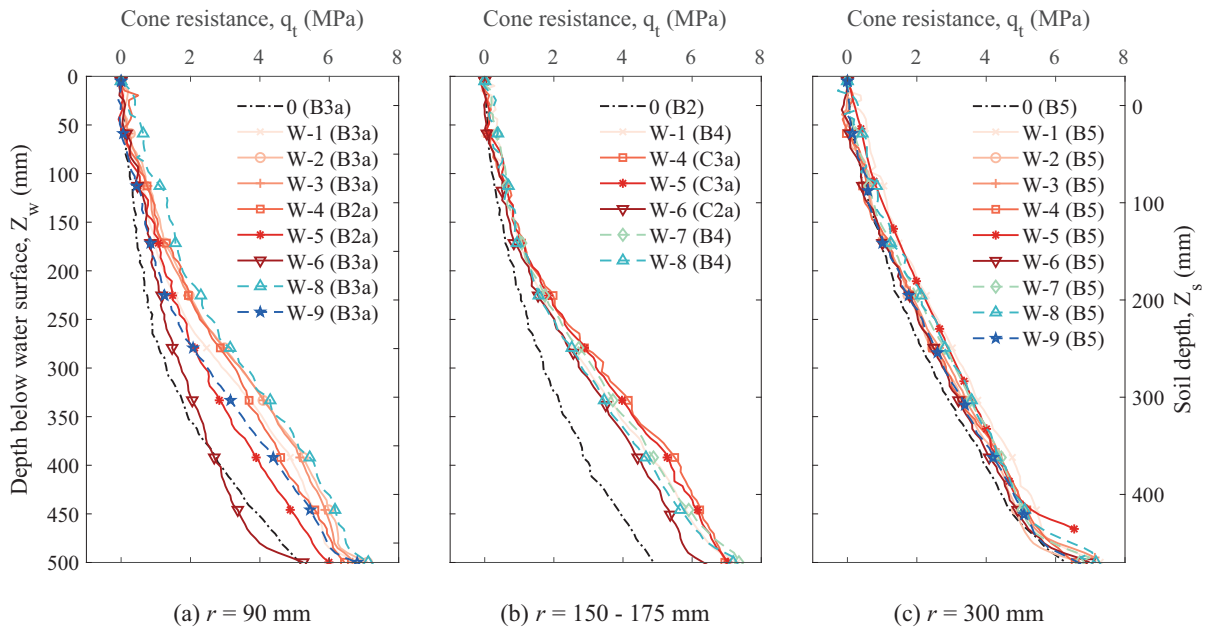 Cone resistance, q_t (MPa)
0 2 4 6 8
Depth below water surface, Z_w (mm)
0
50
100
150
200
250
300
350
400
450
500
0 (B3a)
W-1 (B3a)
W-2 (B3a)
W-3 (B3a)
W-4 (B2a)
W-5 (B2a)
W-6 (B3a)
W-8 (B3a)
W-9 (B3a)
(a) r = 90 mm
Cone resistance, q_t (MPa)
0 2 4 6 8
0 (B2)
W-1 (B4)
W-4 (C3a)
W-5 (C3a)
W-6 (C2a)
W-7 (B4)
W-8 (B4)
(b) r = 150 - 175 mm
Cone resistance, q_t (MPa)
0 2 4 6 8
0 (B5)
W-1 (B5)
W-2 (B5)
W-3 (B5)
W-4 (B5)
W-5 (B5)
W-6 (B5)
W-7 (B5)
W-8 (B5)
W-9 (B5)
0
100
200
300
400
Soil depth, Z_s (mm)
(c) r = 300 mm